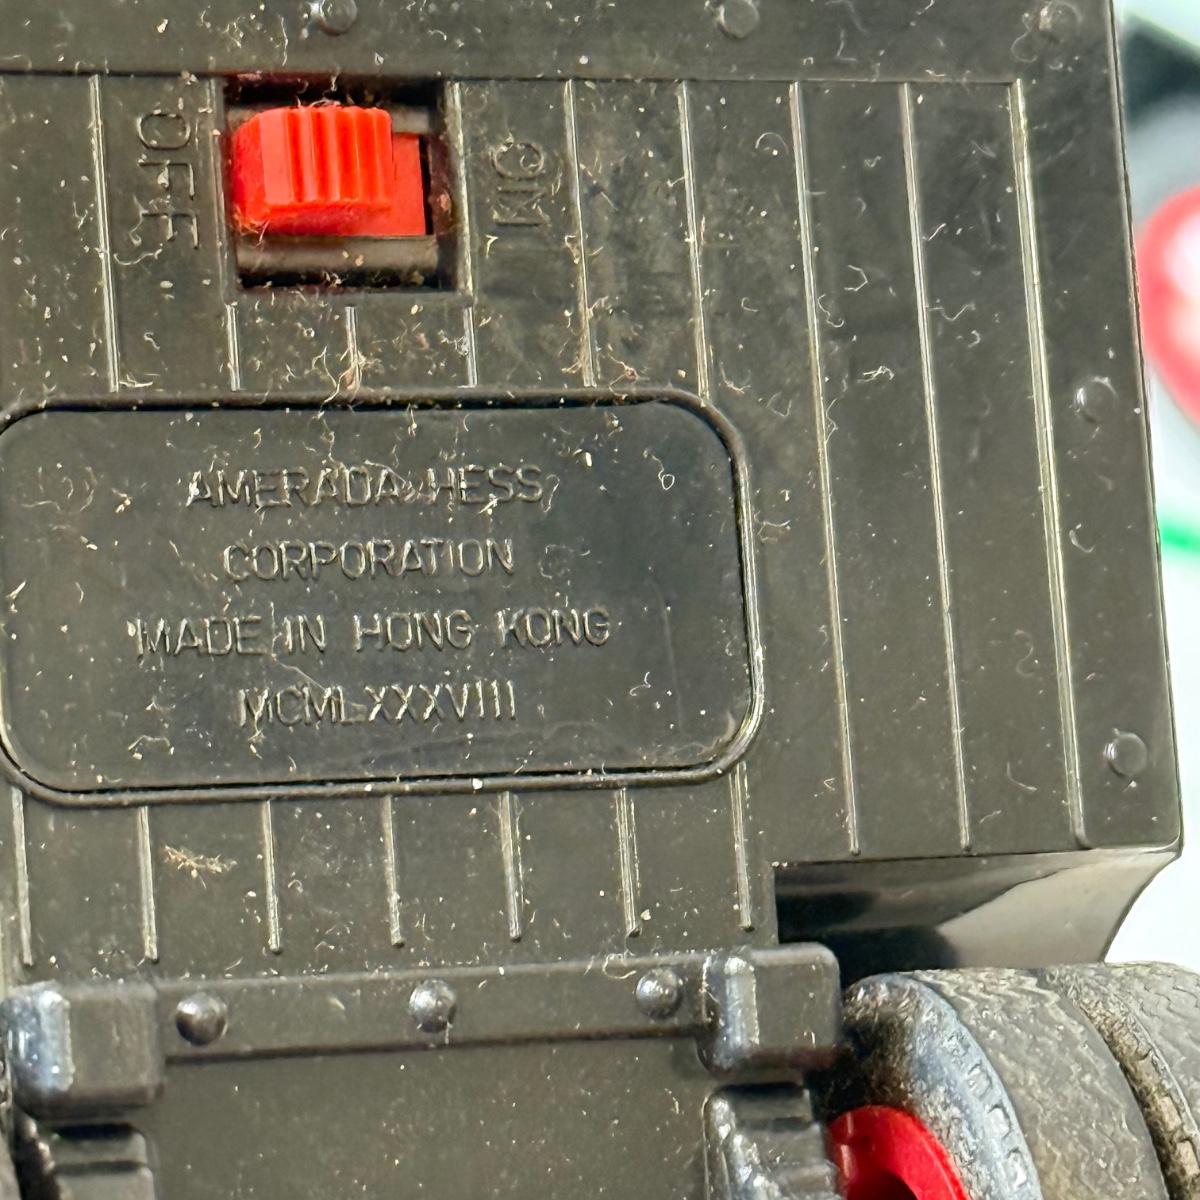 OFF
ON
AMERADA HESS
CORPORATION
MADE IN HONG KONG
MCMLXXXVIII